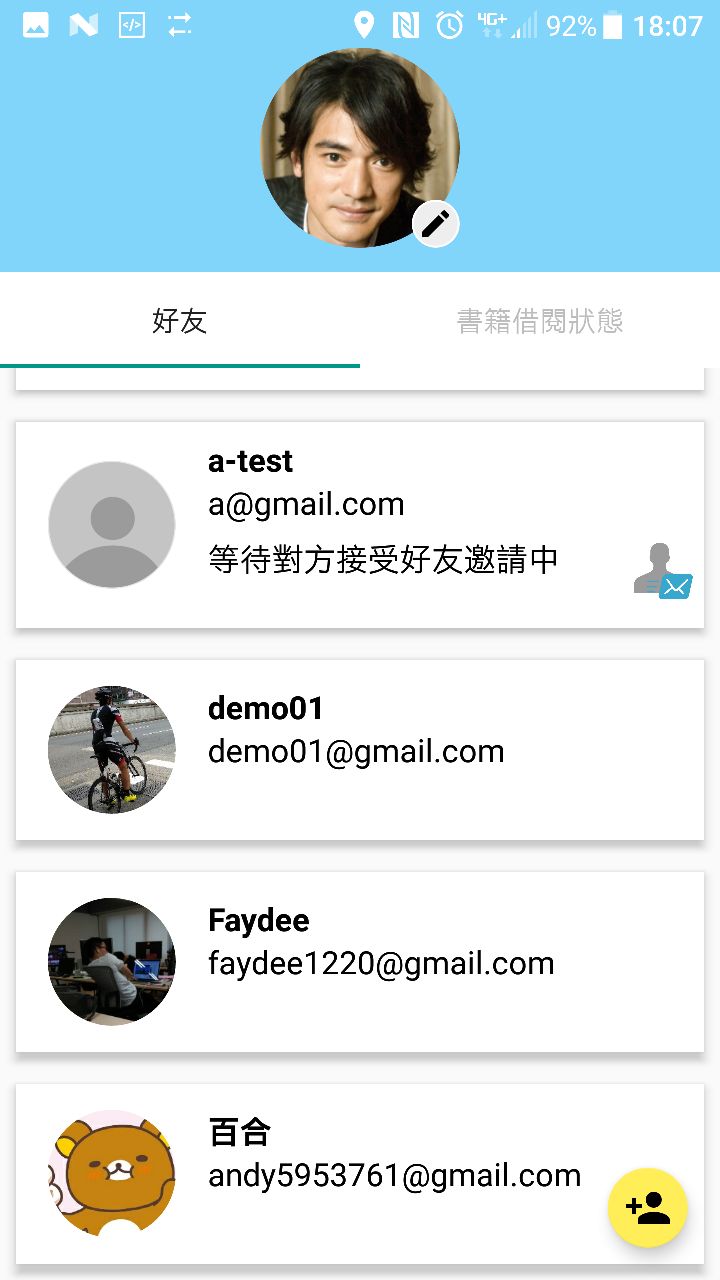 4G+ 92% 18:07
好友
書籍借閱狀態
a-test
a@gmail.com
等待對方接受好友邀請中
demo01
demo01@gmail.com
Faydee
faydee1220@gmail.com
百合
andy5953761@gmail.com